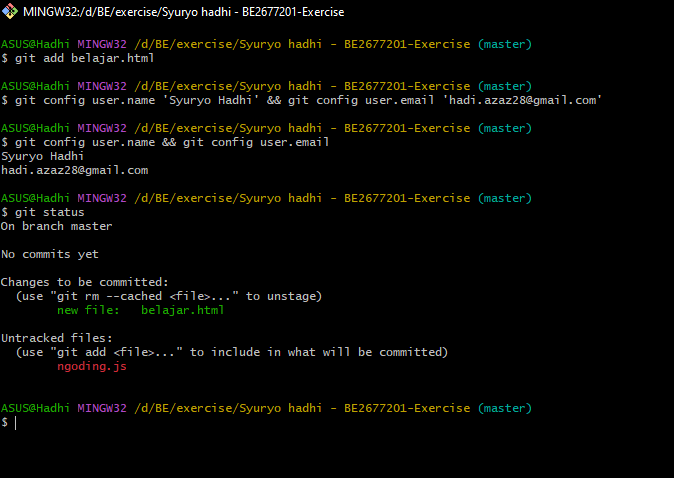 MINGW32:/d/BE/exercise/Syuryo hadhi - BE2677201-Exercise
ASUS@Hadhi MINGW32 /d/BE/exercise/Syuryo hadhi - BE2677201-Exercise (master)
$ git add belajar.html
ASUS@Hadhi MINGW32 /d/BE/exercise/Syuryo hadhi - BE2677201-Exercise (master)
$ git config user.name 'Syuryo Hadhi' && git config user.email 'hadi.azaz28@gmail.com'
ASUS@Hadhi MINGW32 /d/BE/exercise/Syuryo hadhi - BE2677201-Exercise (master)
$ git config user.name && git config user.email
Syuryo Hadhi
hadi.azaz28@gmail.com
ASUS@Hadhi MINGW32 /d/BE/exercise/Syuryo hadhi - BE2677201-Exercise (master)
$ git status
On branch master
No commits yet
Changes to be committed:
(use "git rm --cached <file>..." to unstage)
new file:   belajar.html
Untracked files:
(use "git add <file>..." to include in what will be committed)
ngoding.js
ASUS@Hadhi MINGW32 /d/BE/exercise/Syuryo hadhi - BE2677201-Exercise (master)
$